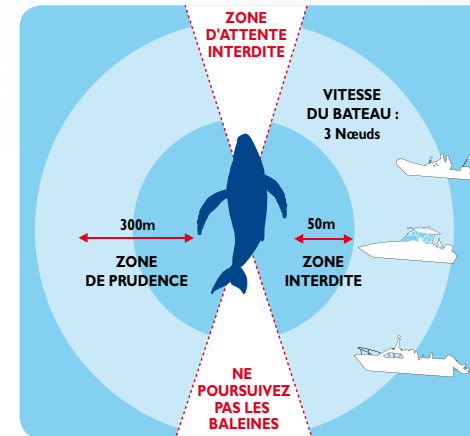 ZONE
D'ATTENTE
INTERDITE
VITESSE
DU BATEAU :
3 Nœuds
300m
50m
ZONE
DE PRUDENCE
ZONE
INTERDITE
NE
POURSUIVEZ
PAS LES
BALEINES